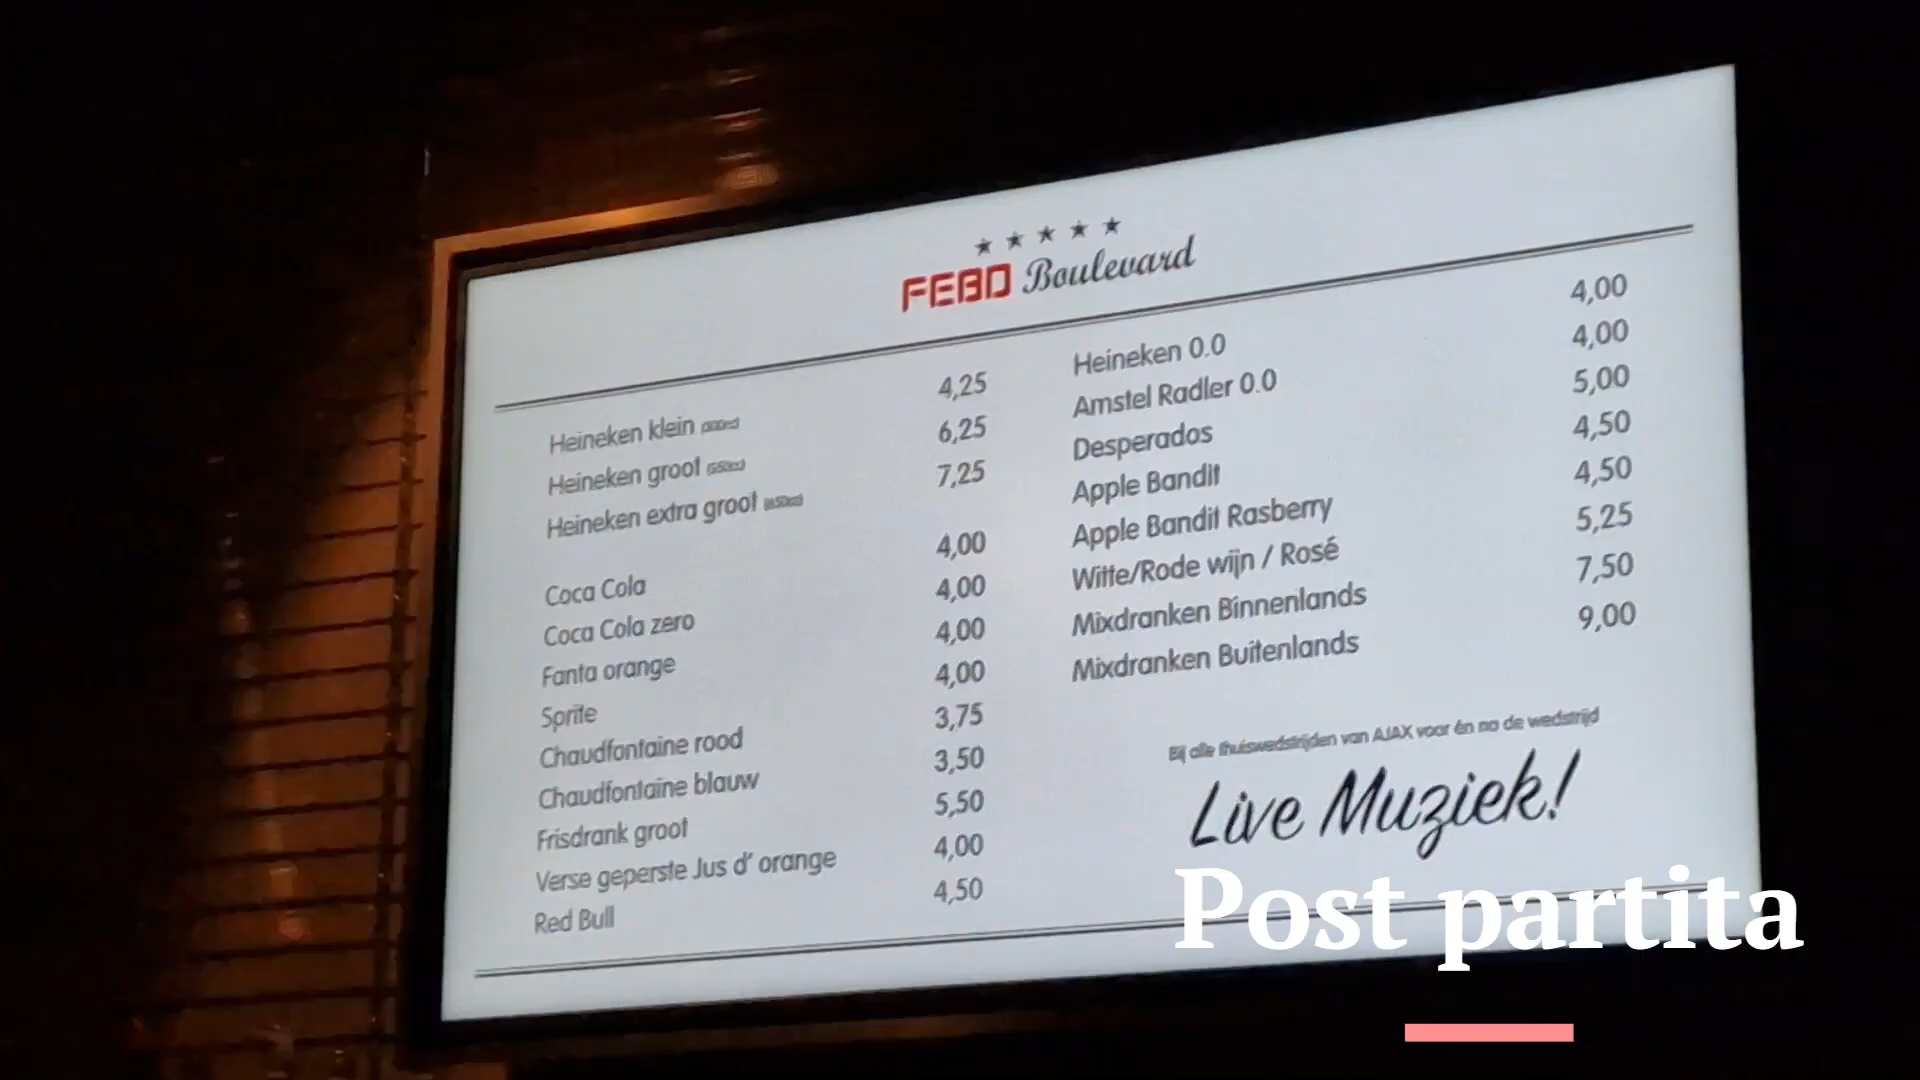 FEBO Boulevard
Heineken klein 4,25
Heineken groot 6,25
Heineken extra groot 7,25
Coca Cola 4,00
Coca Cola zero 4,00
Fanta orange 4,00
Sprite 4,00
Chaudfontaine rood 3,75
Chaudfontaine blauw 3,50
Frisdrank groot 5,50
Verse geperste Jus d' orange 4,00
Red Bull 4,50
Heineken 0.0 4,00
Amstel Radler 0.0 4,00
Desperados 5,00
Apple Bandit 4,50
Apple Bandit Rasberry 4,50
Witte/Rode wijn / Rosé 5,25
Mixdranken Binnenlands 7,50
Mixdranken Buitenlands 9,00
Bij alle thuiswedstrijden van AJAX voor én na de wedstrijd
Live Muziek!
Post partita